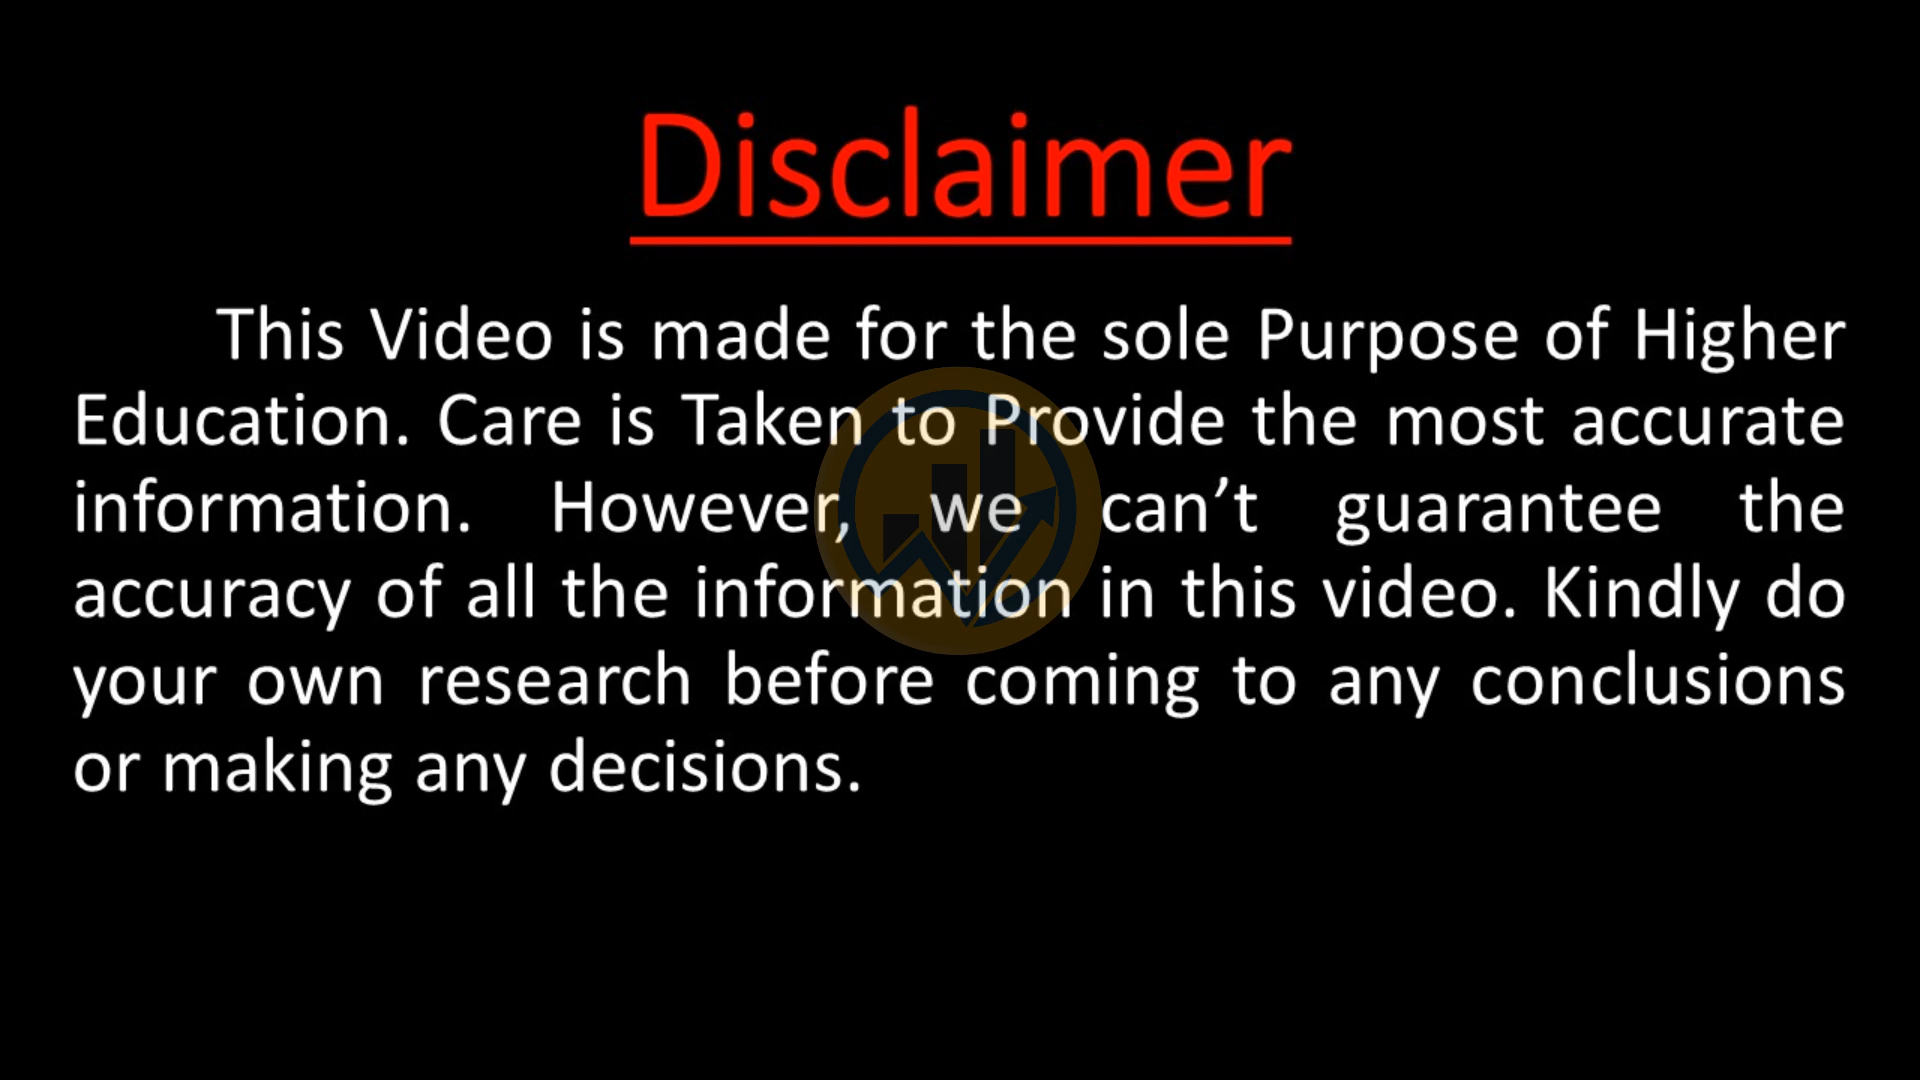 Disclaimer
This Video is made for the sole Purpose of Higher
Education. Care is Taken to Provide the most accurate
information. However, we can’t guarantee the
accuracy of all the information in this video. Kindly do
your own research before coming to any conclusions
or making any decisions.